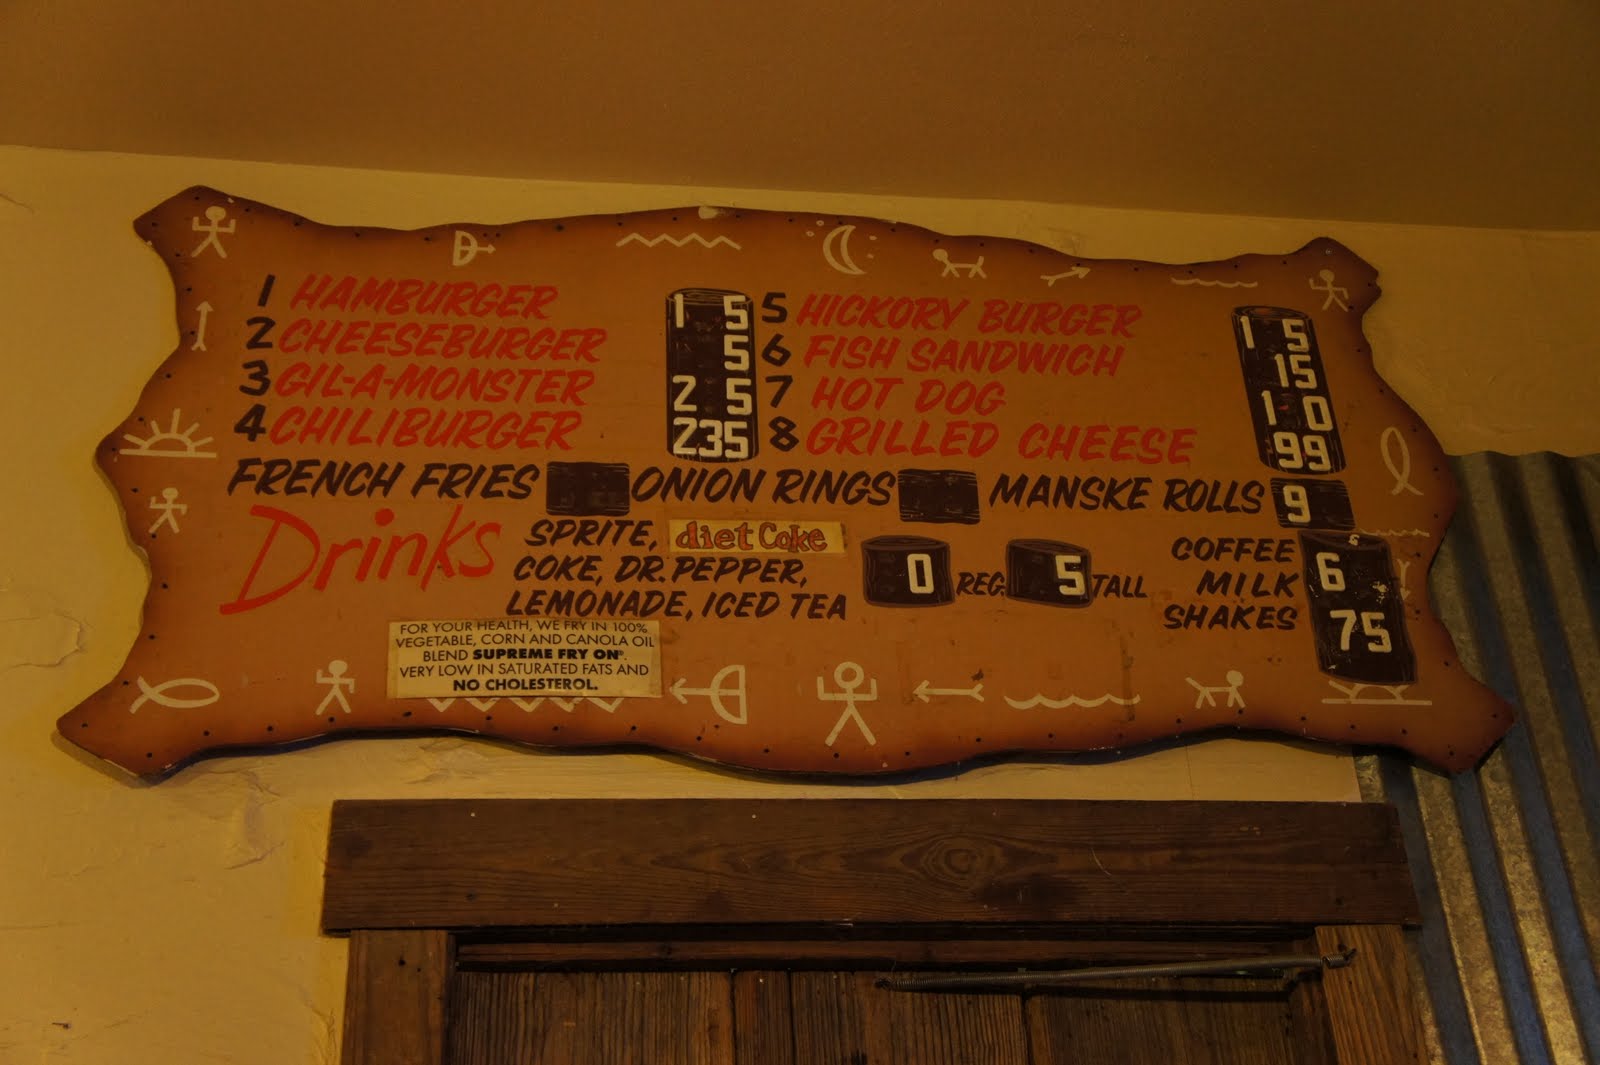 1 HAMBURGER 1 5
2 CHEESEBURGER 5
3 GIL-A-MONSTER 2 5
4 CHILIBURGER 235
5 HICKORY BURGER 1 5
6 FISH SANDWICH 15
7 HOT DOG 1 0
8 GRILLED CHEESE 99
FRENCH FRIES ONION RINGS MANSKE ROLLS 9
Drinks
SPRITE, diet Coke
COKE, DR. PEPPER,
LEMONADE, ICED TEA
0 REG. 5 TALL
COFFEE 6
MILK
SHAKES 75
FOR YOUR HEALTH, WE FRY IN 100%
VEGETABLE, CORN AND CANOLA OIL
BLEND SUPREME FRY ON®.
VERY LOW IN SATURATED FATS AND
NO CHOLESTEROL.